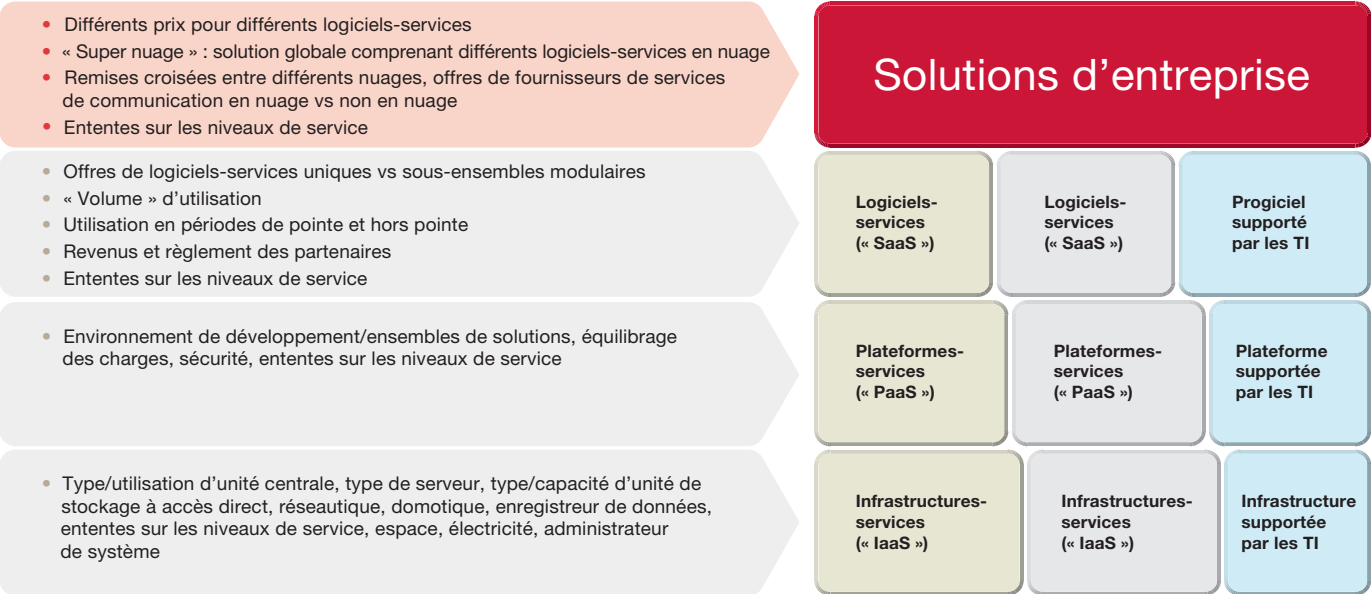 • Différents prix pour différents logiciels-services
• « Super nuage » : solution globale comprenant différents logiciels-services en nuage
• Remises croisées entre différents nuages, offres de fournisseurs de services
de communication en nuage vs non en nuage
• Ententes sur les niveaux de service
Solutions d’entreprise
• Offres de logiciels-services uniques vs sous-ensembles modulaires
• « Volume » d’utilisation
• Utilisation en périodes de pointe et hors pointe
• Revenus et règlement des partenaires
• Ententes sur les niveaux de service
Logiciels-
services
(« SaaS »)
Logiciels-
services
(« SaaS »)
Progiciel
supporté
par les TI
• Environnement de développement/ensembles de solutions, équilibrage
des charges, sécurité, ententes sur les niveaux de service
Plateformes-
services
(« PaaS »)
Plateformes-
services
(« PaaS »)
Plateforme
supportée
par les TI
• Type/utilisation d’unité centrale, type de serveur, type/capacité d’unité de
stockage à accès direct, réseautique, domotique, enregistreur de données,
ententes sur les niveaux de service, espace, électricité, administrateur
de système
Infrastructures-
services
(« IaaS »)
Infrastructures-
services
(« IaaS »)
Infrastructure
supportée
par les TI